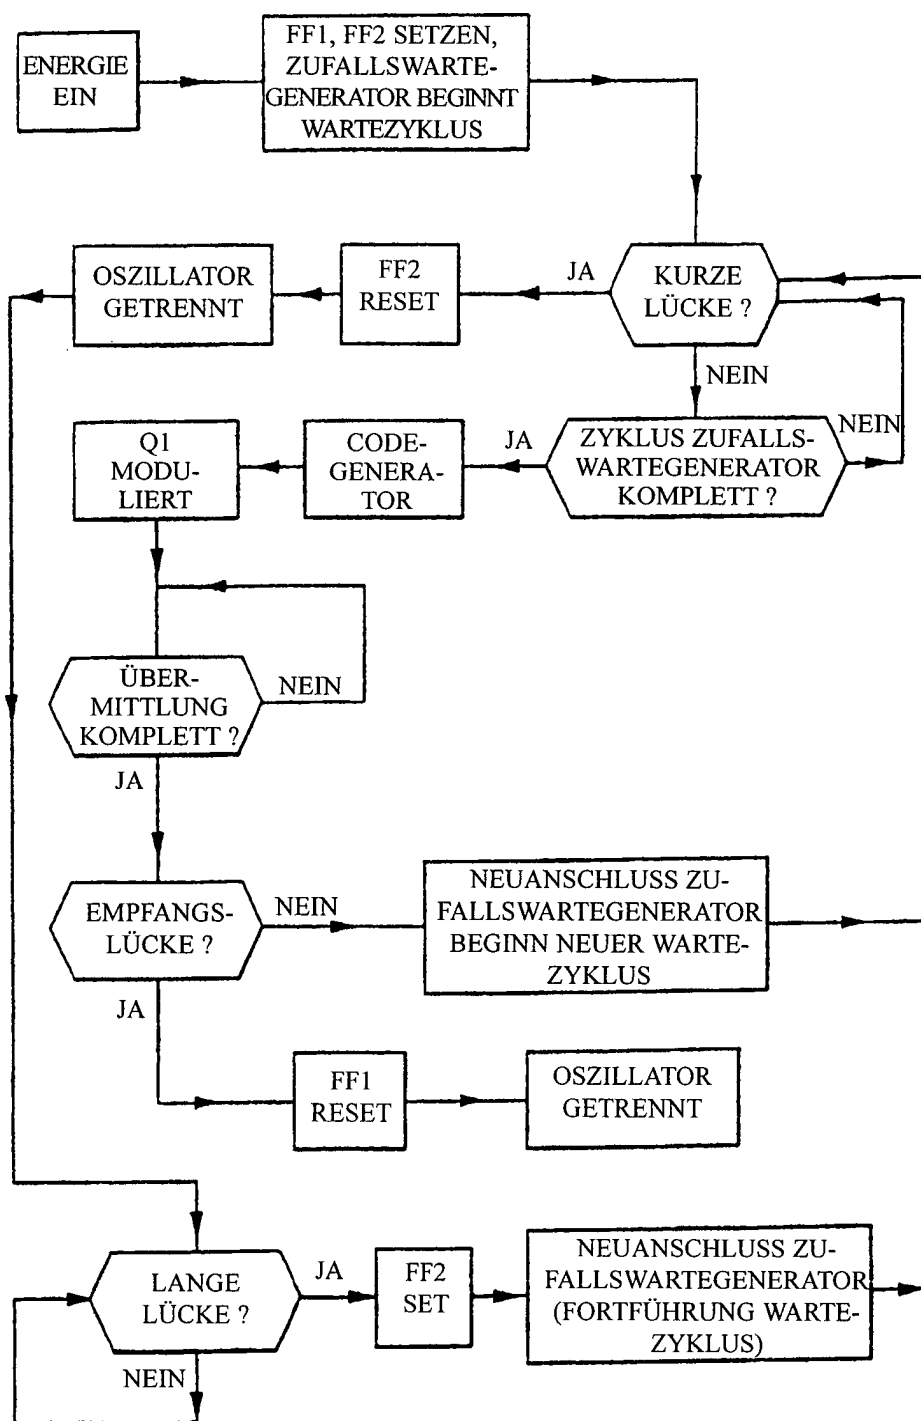 ENERGIE
EIN
FF1, FF2 SETZEN,
ZUFALLSWARTE-
GENERATOR BEGINNT
WARTEZYKLUS
OSZILLATOR
GETRENNT
FF2
RESET
JA
KURZE
LÜCKE ?
NEIN
Q1
MODU-
LIERT
CODE-
GENERA-
TOR
JA
ZYKLUS ZUFALLS-
WARTEGENERATOR
KOMPLETT ?
NEIN
ÜBER-
MITTLUNG
KOMPLETT ?
NEIN
JA
EMPFANGS-
LÜCKE ?
NEIN
NEUANSCHLUSS ZU-
FALLSWARTEGENERATOR
BEGINN NEUER WARTE-
ZYKLUS
JA
FF1
RESET
OSZILLATOR
GETRENNT
LANGE
LÜCKE ?
JA
FF2
SET
NEUANSCHLUSS ZU-
FALLSWARTEGENERATOR
(FORTFÜHRUNG WARTE-
ZYKLUS)
NEIN